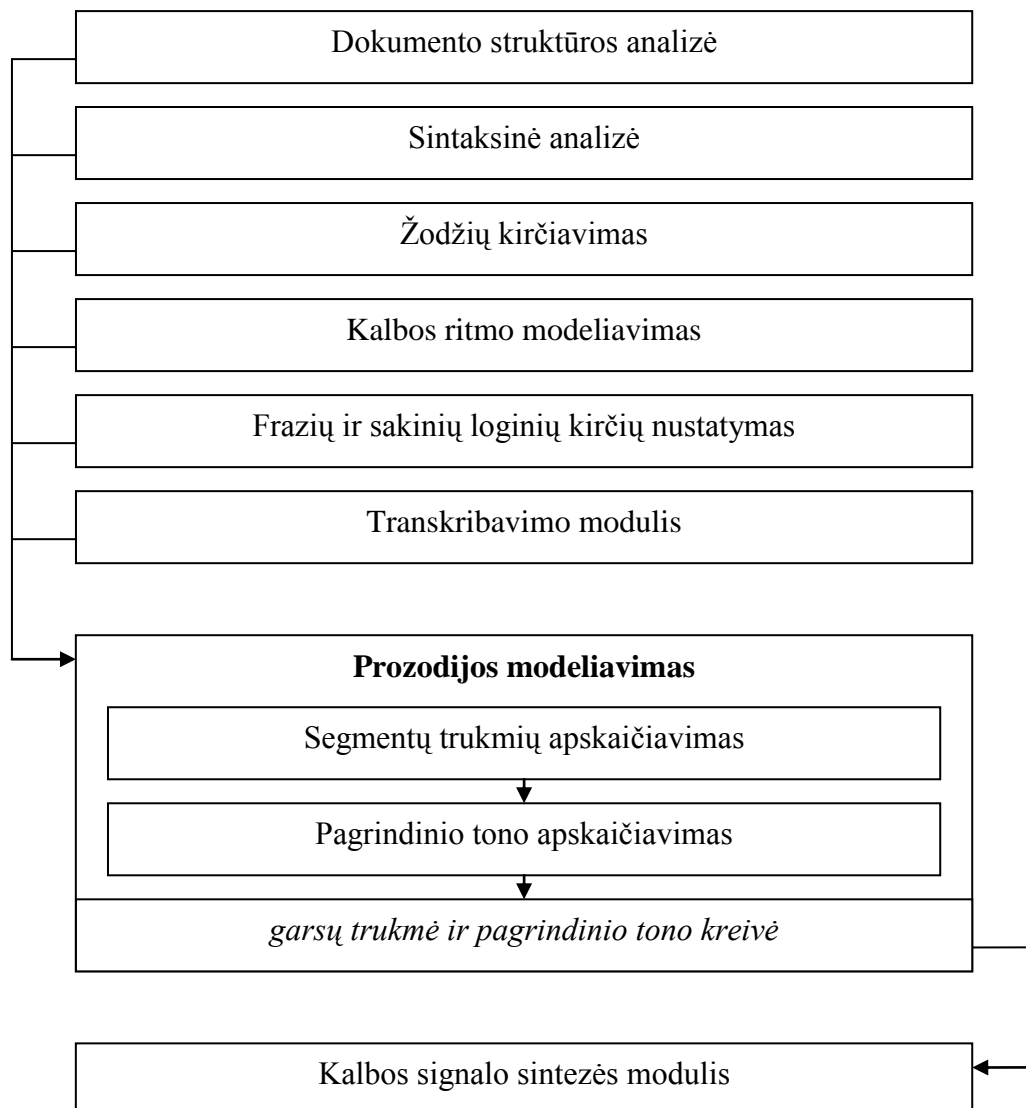 Dokumento struktūros analizė
Sintaksinė analizė
Žodžių kirčiavimas
Kalbos ritmo modeliavimas
Frazių ir sakinių loginių kirčių nustatymas
Transkribavimo modulis
Prozodijos modeliavimas
Segmentų trukmių apskaičiavimas
Pagrindinio tono apskaičiavimas
garsų trukmė ir pagrindinio tono kreivė
Kalbos signalo sintezės modulis